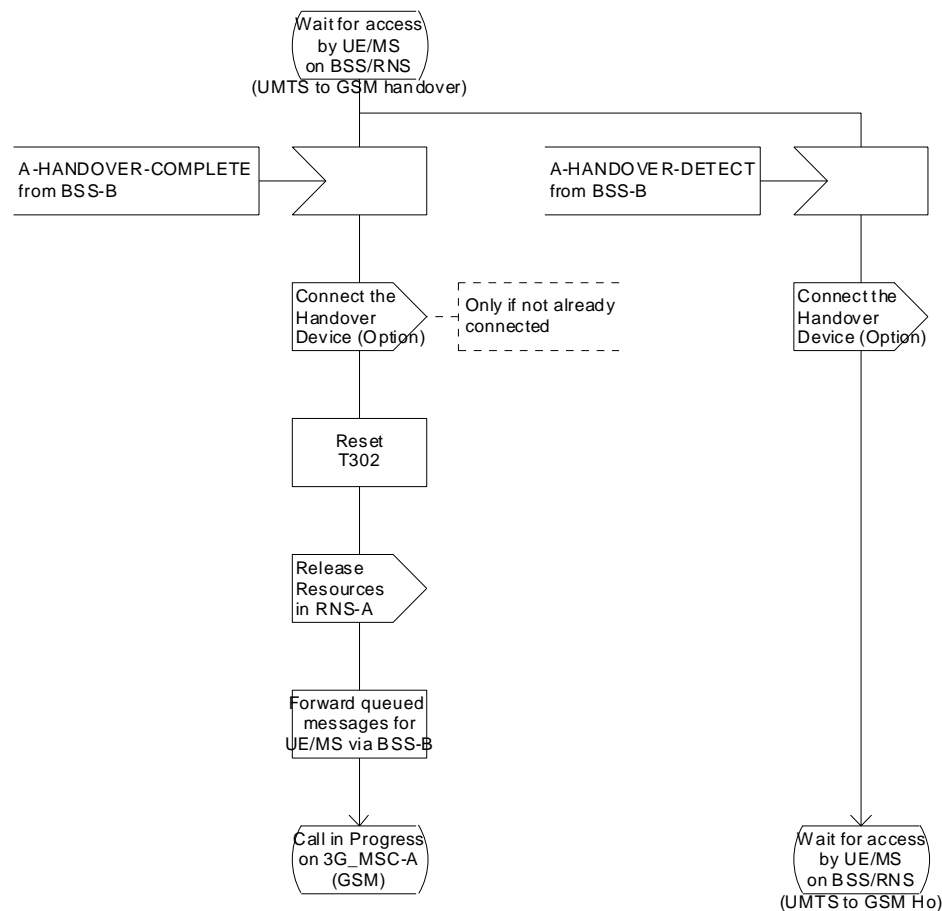 Wait for access
by UE/MS
on BSS/RNS
(UMTS to GSM handover)
A-HANDOVER-COMPLETE
from BSS-B
A-HANDOVER-DETECT
from BSS-B
Connect the
Handover
Device (Option)
Only if not already
connected
Connect the
Handover
Device (Option)
Reset
T302
Release
Resources
in RNS-A
Forward queued
messages for
UE/MS via BSS-B
Call in Progress
on 3G_MSC-A
(GSM)
Wait for access
by UE/MS
on BSS/RNS
(UMTS to GSM Ho)